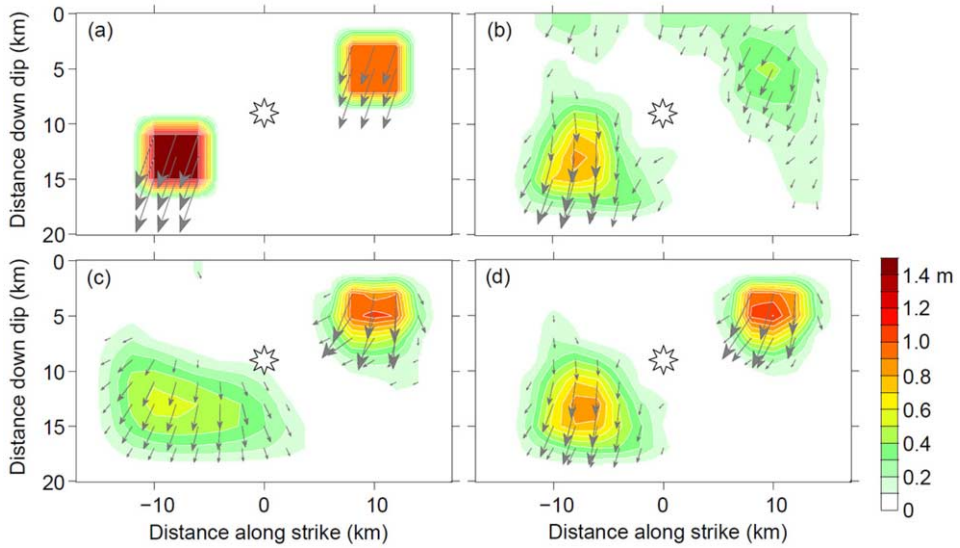 (a)
(b)
0
5
10
15
20
Distance down dip (km)
(c)
(d)
0
5
10
15
20
Distance down dip (km)
−10
0
10
Distance along strike (km)
−10
0
10
Distance along strike (km)
1.4 m
1.2
1.0
0.8
0.6
0.4
0.2
0